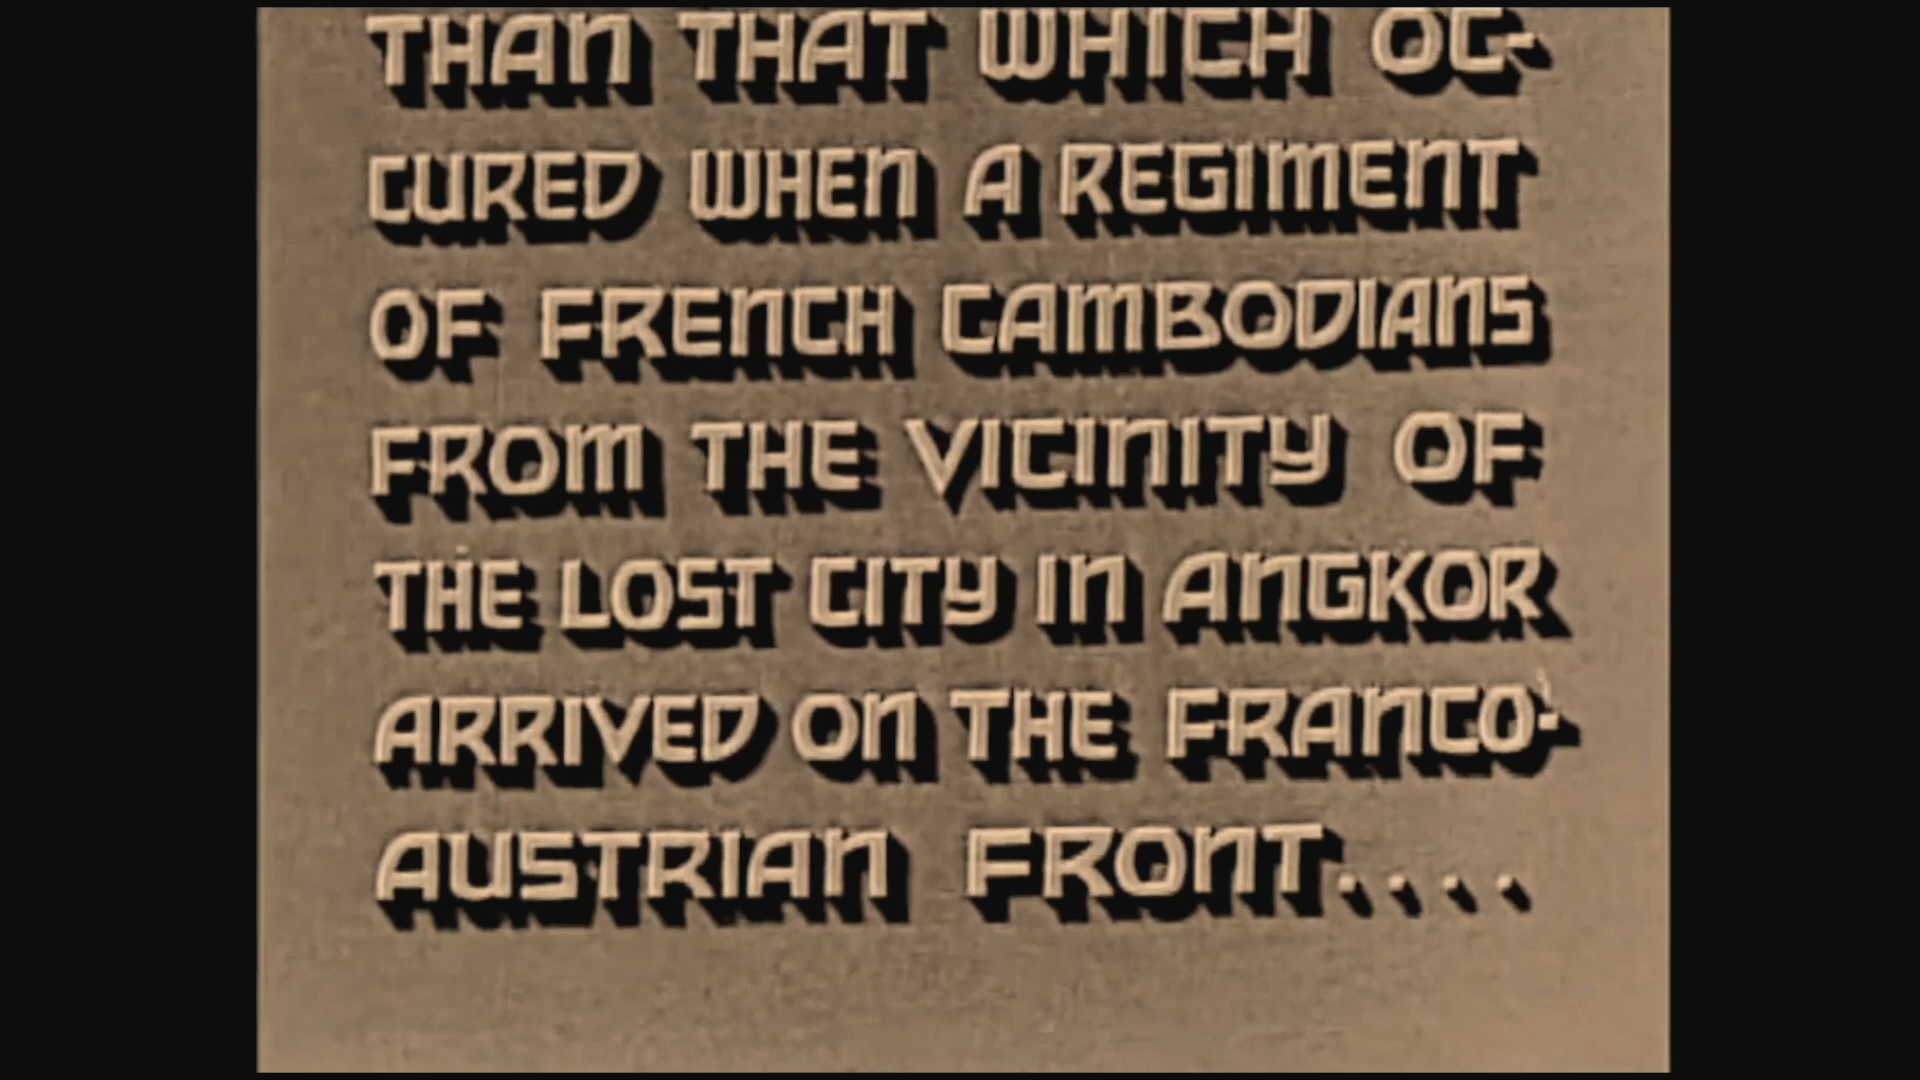 THAN THAT WHICH OC-
CURED WHEN A REGIMENT
OF FRENCH CAMBODIANS
FROM THE VICINITY OF
THE LOST CITY IN ANGKOR
ARRIVED ON THE FRANCO-
AUSTRIAN FRONT....